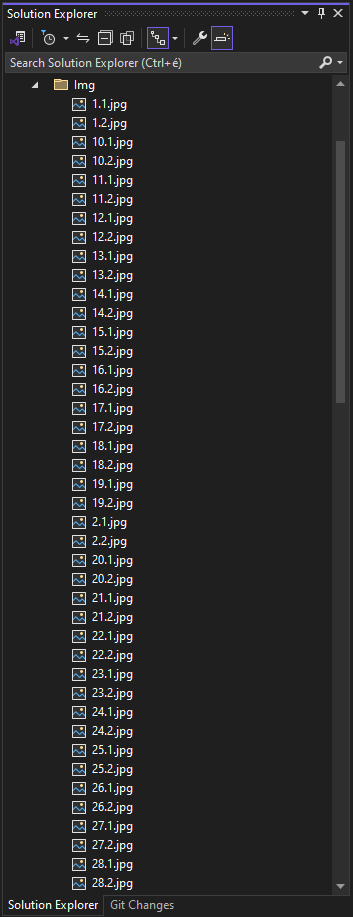 Solution Explorer
Search Solution Explorer (Ctrl+é)
Img
1.1.jpg
1.2.jpg
10.1.jpg
10.2.jpg
11.1.jpg
11.2.jpg
12.1.jpg
12.2.jpg
13.1.jpg
13.2.jpg
14.1.jpg
14.2.jpg
15.1.jpg
15.2.jpg
16.1.jpg
16.2.jpg
17.1.jpg
17.2.jpg
18.1.jpg
18.2.jpg
19.1.jpg
19.2.jpg
2.1.jpg
2.2.jpg
20.1.jpg
20.2.jpg
21.1.jpg
21.2.jpg
22.1.jpg
22.2.jpg
23.1.jpg
23.2.jpg
24.1.jpg
24.2.jpg
25.1.jpg
25.2.jpg
26.1.jpg
26.2.jpg
27.1.jpg
27.2.jpg
28.1.jpg
28.2.jpg
Solution Explorer Git Changes